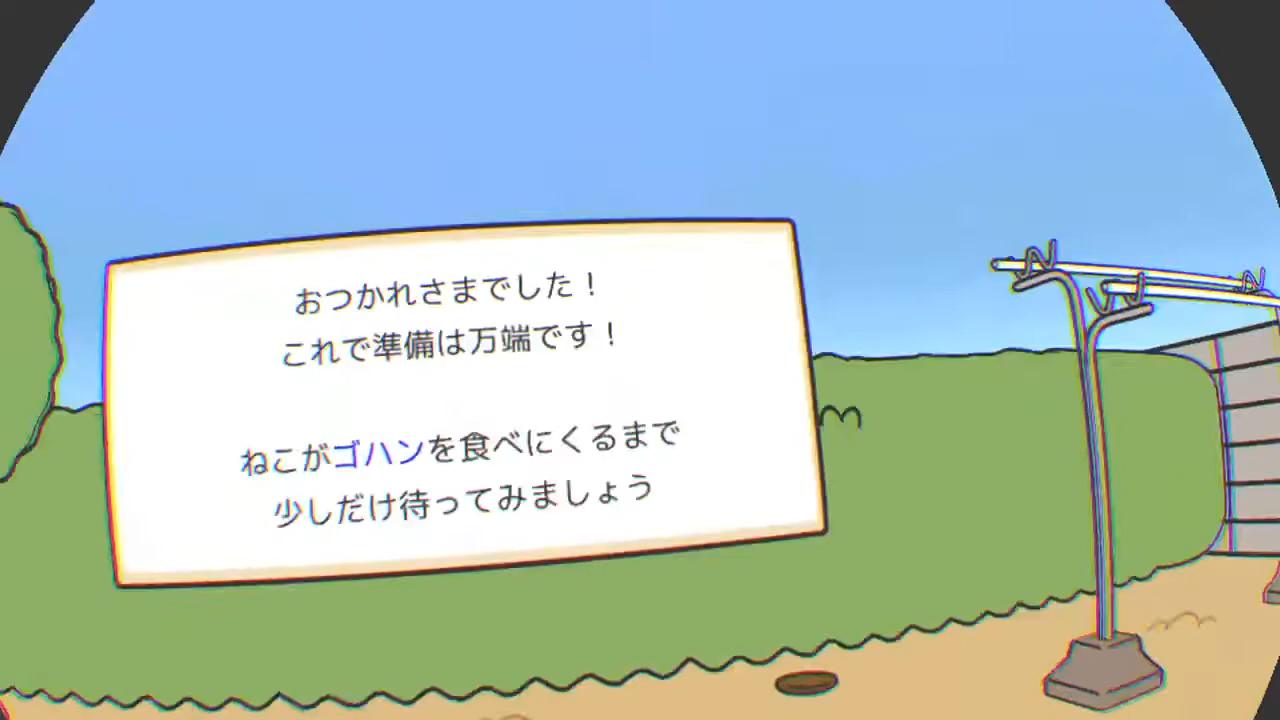 おつかれさまでした！
これで準備は万端です！
ねこがゴハンを食べにくるまで
少しだけ待ってみましょう